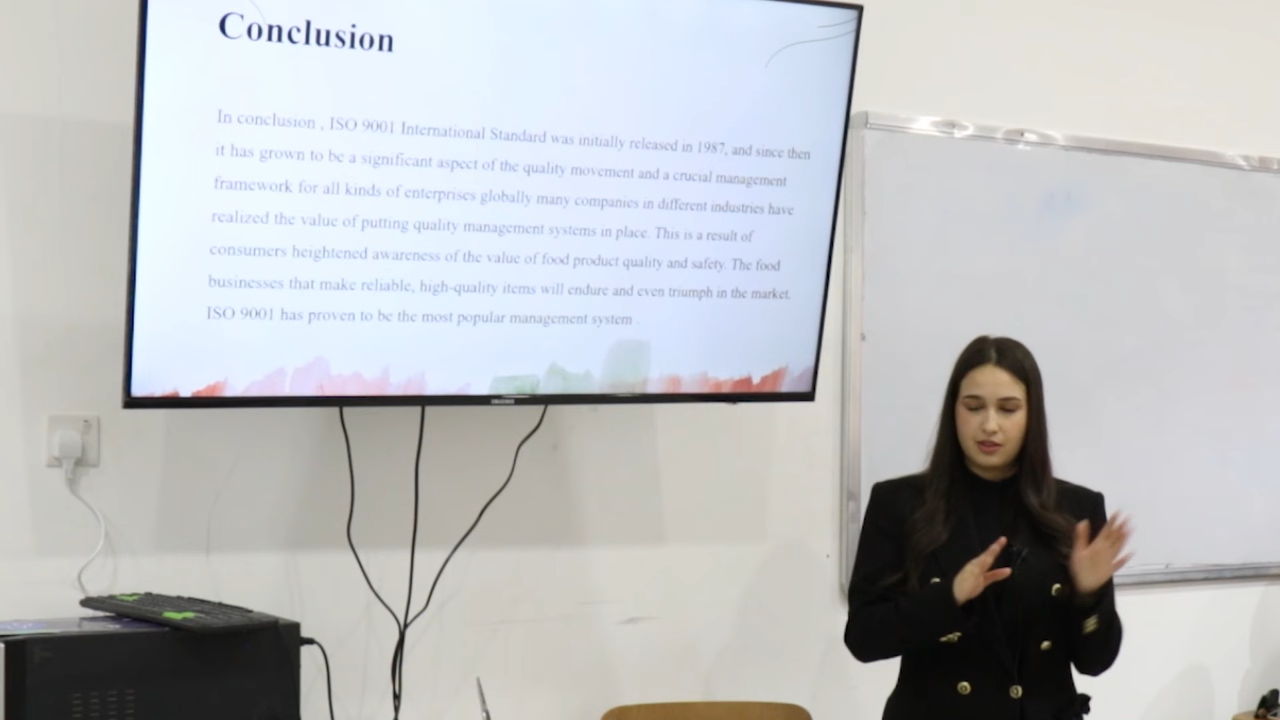 Conclusion
In conclusion , ISO 9001 International Standard was initially released in 1987, and since then
it has grown to be a significant aspect of the quality movement and a crucial management
framework for all kinds of enterprises globally many companies in different industries have
realized the value of putting quality management systems in place. This is a result of
consumers heightened awareness of the value of food product quality and safety. The food
businesses that make reliable, high-quality items will endure and even triumph in the market.
ISO 9001 has proven to be the most popular management system .